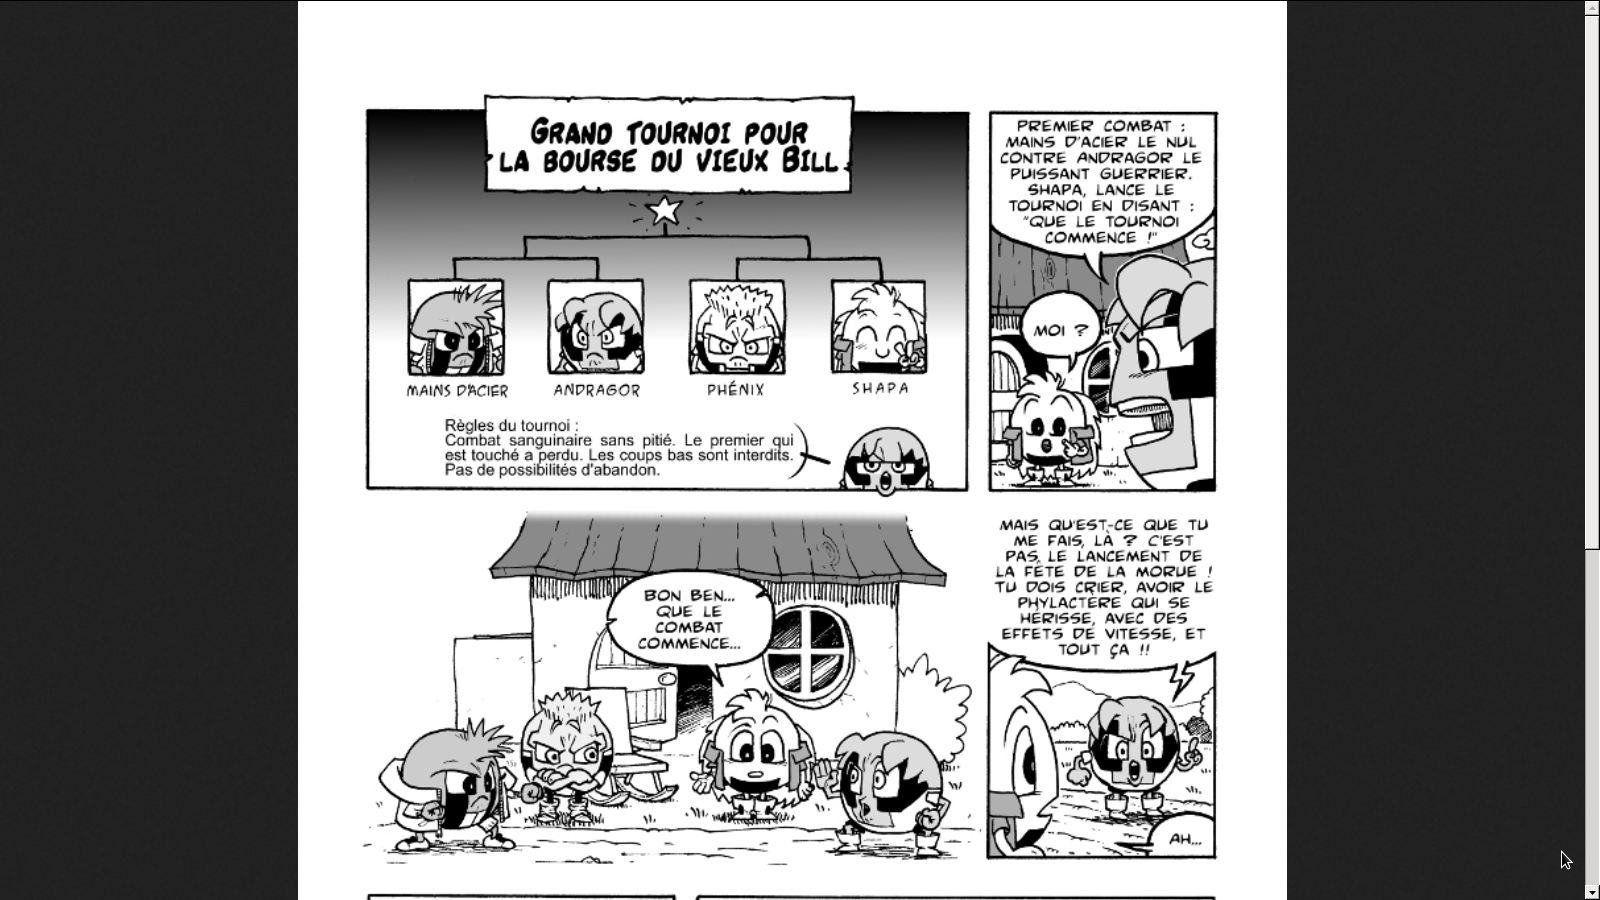 GRAND TOURNOI POUR
LA BOURSE DU VIEUX BILL
MAINS D'ACIER
ANDRAGOR
PHÉNIX
SHAPA
Règles du tournoi :
Combat sanguinaire sans pitié. Le premier qui
est touché a perdu. Les coups bas sont interdits.
Pas de possibilités d'abandon.
PREMIER COMBAT :
MAINS D'ACIER LE NUL
CONTRE ANDRAGOR LE
PUISSANT GUERRIER.
SHAPA, LANCE LE
TOURNOI EN DISANT :
"QUE LE TOURNOI
COMMENCE !"
MOI ?
BON BEN...
QUE LE
COMBAT
COMMENCE...
MAIS QU'EST-CE QUE TU
ME FAIS, LÀ ? C'EST
PAS LE LANCEMENT DE
LA FÊTE DE LA MORUE !
TU DOIS CRIER, AVOIR LE
PHYLACTÈRE QUI SE
HÉRISSE, AVEC DES
EFFETS DE VITESSE, ET
TOUT ÇA !!
AH...